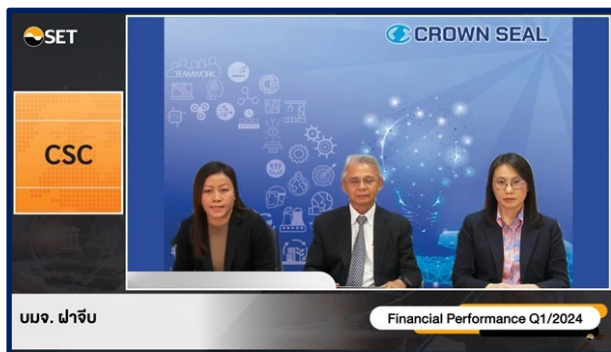 SET
CROWN SEAL
TEAMWORK
CSC
บมจ. ฝาจีบ
Financial Performance Q1/2024